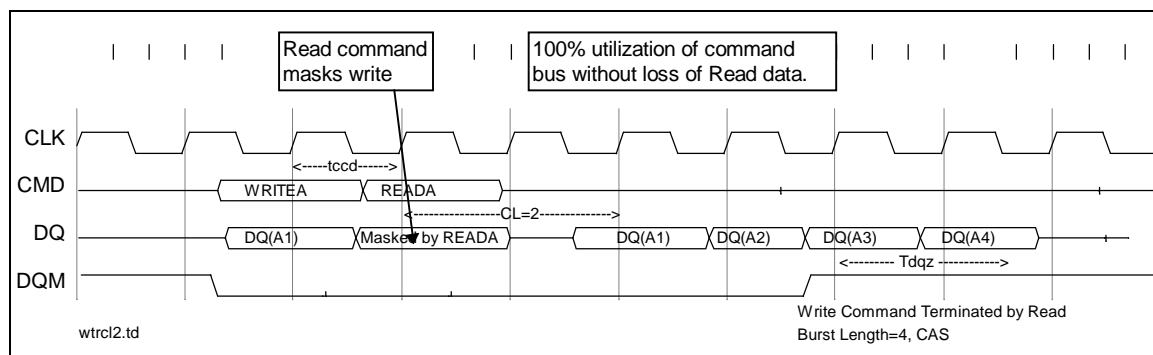 Read command
masks write
100% utilization of command
bus without loss of Read data.
CLK
<-----tccd------>
CMD
WRITEA
READA
<------------------CL=2--------------->
DQ
DQ(A1)
Masked by READA
DQ(A1)
DQ(A2)
DQ(A3)
DQ(A4)
<--------- Tdqz ------------>
DQM
wtrcl2.td
Write Command Terminated by Read
Burst Length=4, CAS